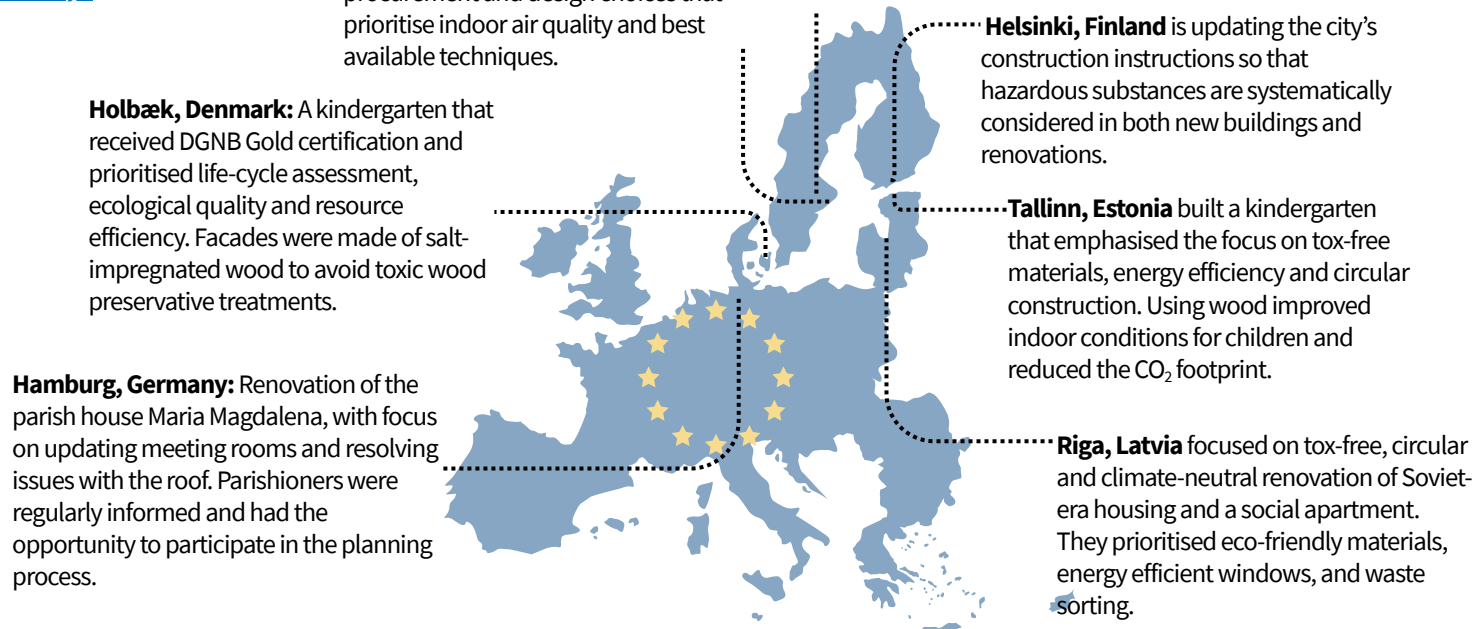 procurement and design choices that
prioritise indoor air quality and best
available techniques.
Holbæk, Denmark: A kindergarten that
received DGNB Gold certification and
prioritised life-cycle assessment,
ecological quality and resource
efficiency. Facades were made of salt-
impregnated wood to avoid toxic wood
preservative treatments.
Hamburg, Germany: Renovation of the
parish house Maria Magdalena, with focus
on updating meeting rooms and resolving
issues with the roof. Parishioners were
regularly informed and had the
opportunity to participate in the planning
process.
Helsinki, Finland is updating the city’s
construction instructions so that
hazardous substances are systematically
considered in both new buildings and
renovations.
Tallinn, Estonia built a kindergarten
that emphasised the focus on tox-free
materials, energy efficiency and circular
construction. Using wood improved
indoor conditions for children and
reduced the CO₂ footprint.
Riga, Latvia focused on tox-free, circular
and climate-neutral renovation of Soviet-
era housing and a social apartment.
They prioritised eco-friendly materials,
energy efficient windows, and waste
sorting.